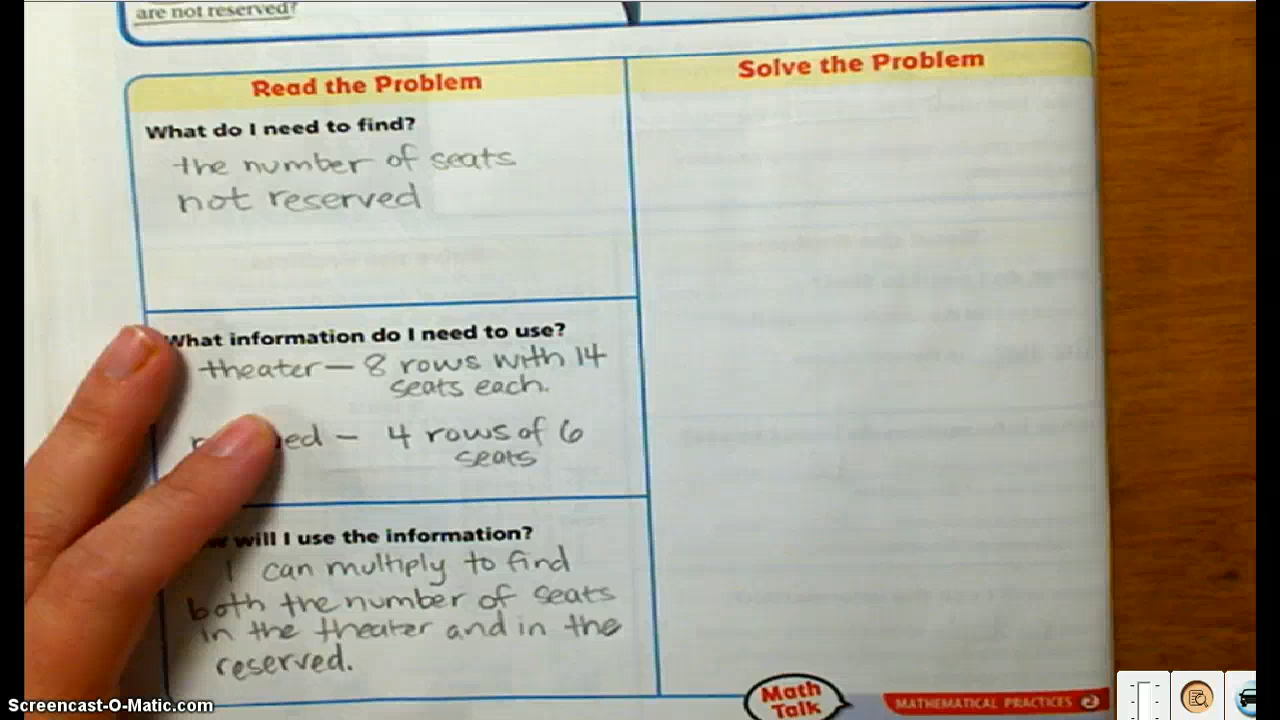 are not reserved?
Read the Problem
Solve the Problem
What do I need to find?
the number of seats
not reserved
What information do I need to use?
theater – 8 rows with 14
seats each.
– 4 rows of 6
seats
will I use the information?
I can multiply to find
both the number of seats
in the theater and in the
reserved.
Math
Talk
MATHEMATICAL PRACTICES 2
Screencast-O-Matic.com